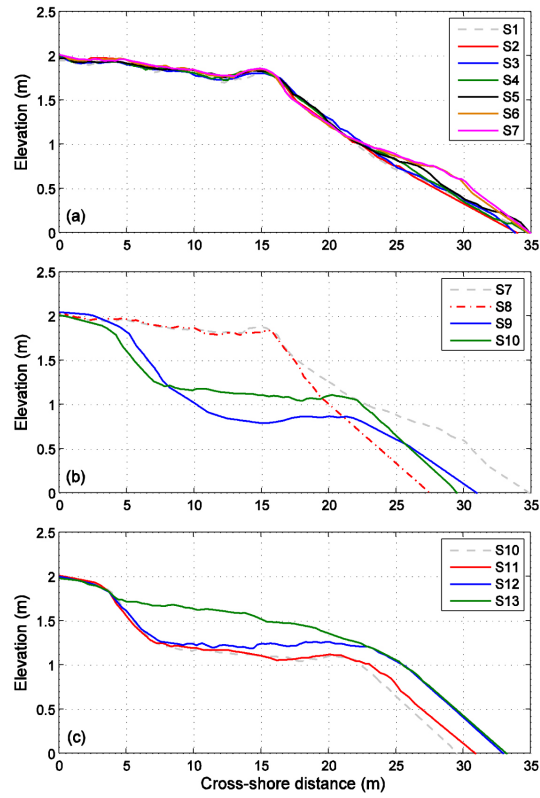 2.5
2
1.5
1
0.5
0
Elevation (m)
(a)
S1
S2
S3
S4
S5
S6
S7
0 5 10 15 20 25 30 35
2.5
2
1.5
1
0.5
0
Elevation (m)
(b)
S7
S8
S9
S10
0 5 10 15 20 25 30 35
2.5
2
1.5
1
0.5
0
Elevation (m)
(c)
S10
S11
S12
S13
0 5 10 15 20 25 30 35
Cross-shore distance (m)